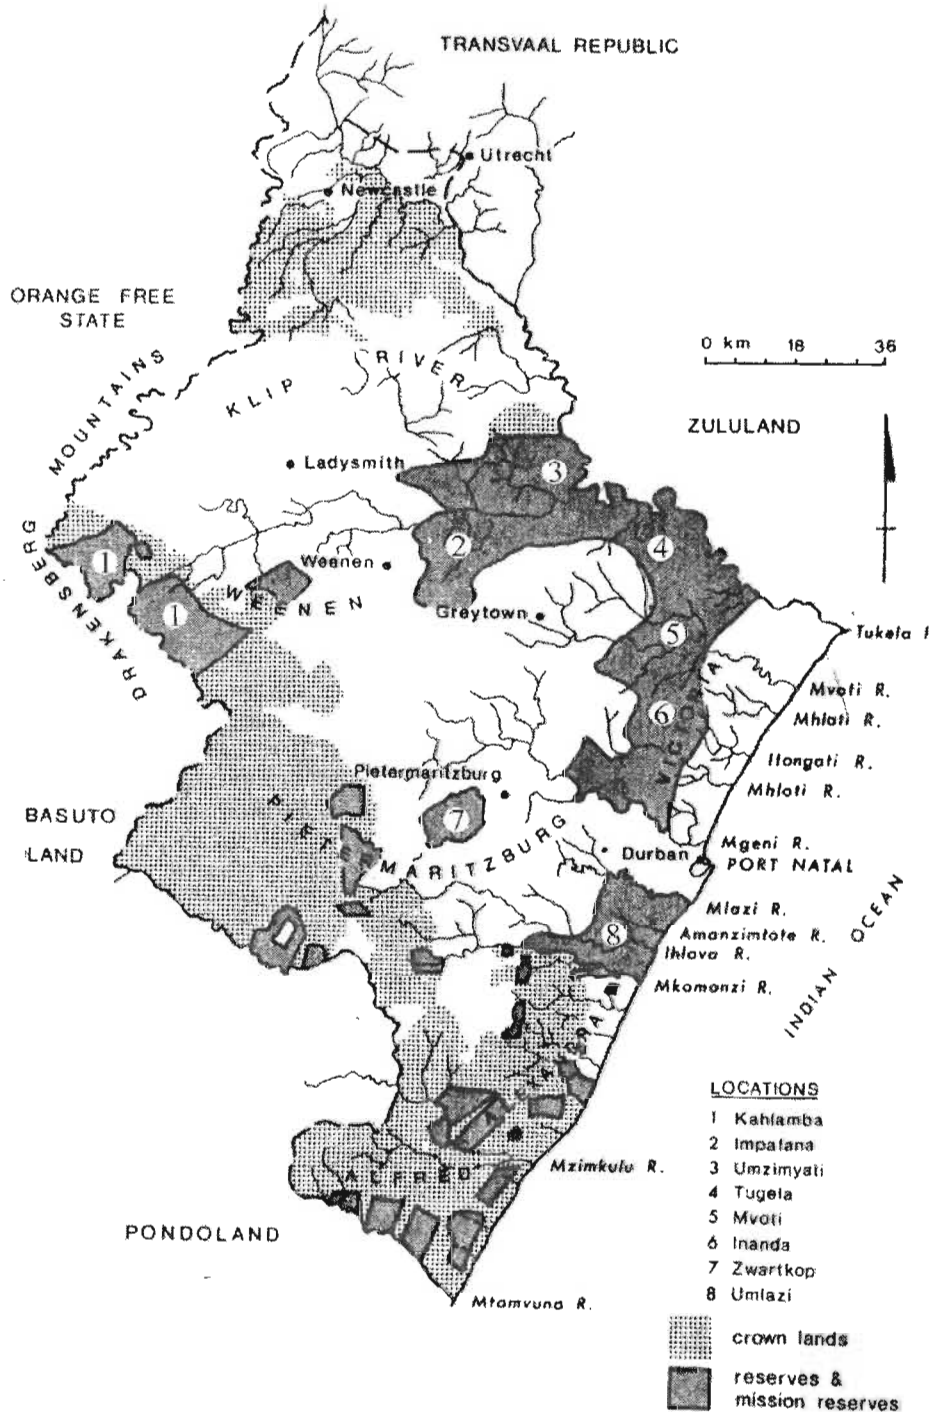 TRANSVAAL REPUBLIC
Utrecht
Newcastle
ORANGE FREE
STATE
0 km 18 36
MOUNTAINS
KLIP RIVER
ZULULAND
Ladysmith
3
2
4
1
Weenen
DRAKENSBERG
1
WEENEN
Greytown
5
Tukela
Mvoti R.
6
Mhlati R.
VICTORIA
Itongati R.
Mhloti R.
Pietermaritzburg
7
BASUTO
LAND
PIETERMARITZBURG
Durban
Mgeni R.
PORT NATAL
Mlazi R.
8
Amanzimtote R.
Ihlova R.
Mkomanzi R.
INDIAN OCEAN
LOCATIONS
1 Kahlamba
2 Impafana
3 Umzimyati
4 Tugela
5 Mvoti
6 Inanda
7 Zwartkop
8 Umlazi
ALFRED
Mzimkulu R.
PONDOLAND
Mtamvuna R.
crown lands
reserves &
mission reserves